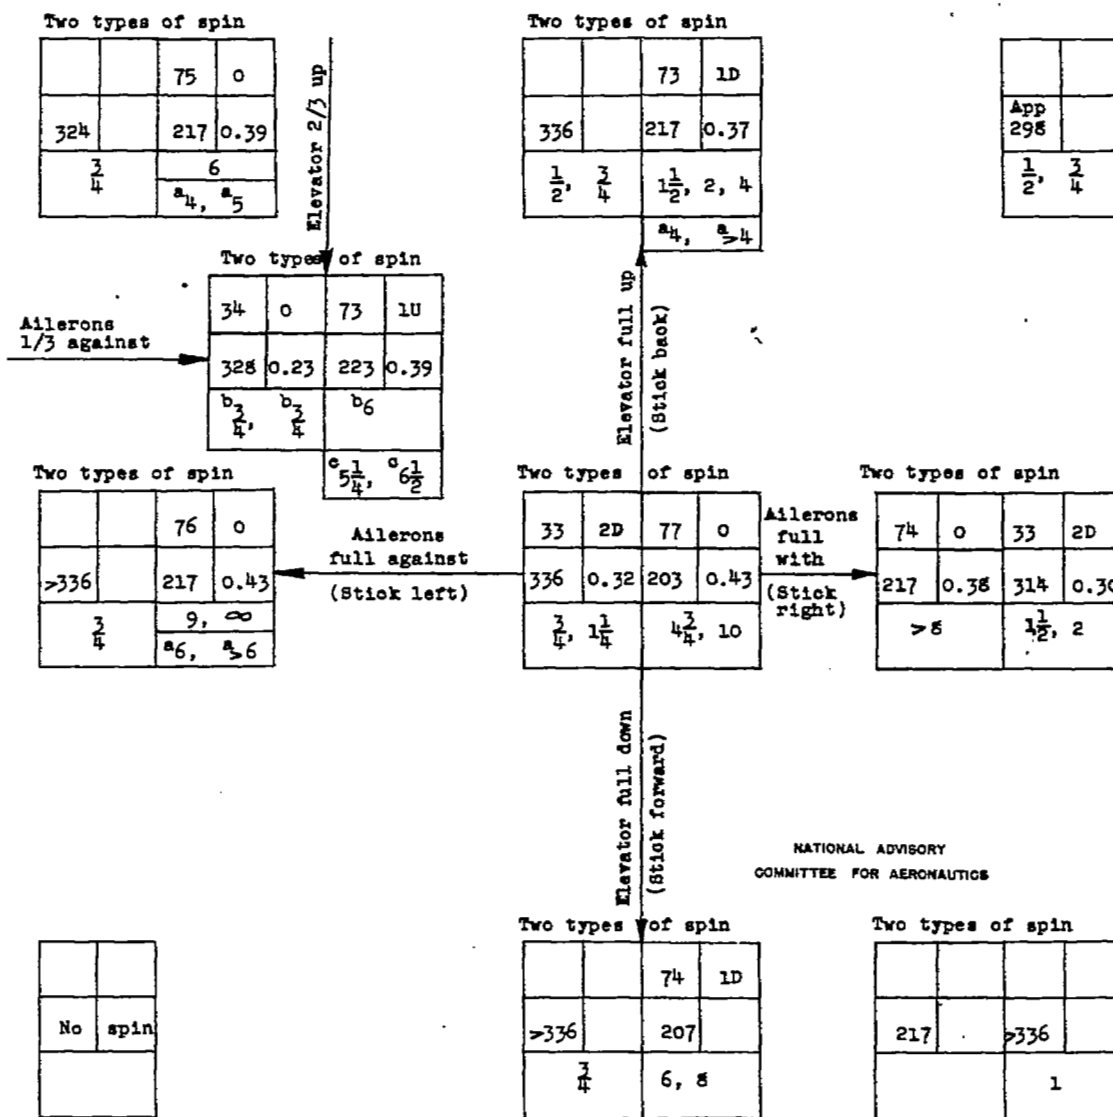 Two types of spin
75 0
324 217 0.39
3/4 6
a4, a5
Elevator 2/3 up
Two types of spin
73 1D
336 217 0.37
1/2, 3/4 1 1/2, 2, 4
a4, a>4
App
298
1/2, 3/4
Ailerons
1/3 against
Two types of spin
34 0 73 1U
328 0.23 223 0.39
b3/4, b3/4 b6
c5 1/4, c6 1/2
Elevator full up
(Stick back)
Two types of spin
76 0
>336 217 0.43
3/4 9, ∞
a6, a>6
Ailerons
full against
(Stick left)
Two types of spin
33 2D 77 0
336 0.32 203 0.43
3/4, 1 1/4 4 3/4, 10
Ailerons
full
with
(Stick
right)
Two types of spin
74 0 33 2D
217 0.38 314 0.30
>8 1 1/2, 2
Elevator full down
(Stick forward)
NATIONAL ADVISORY
COMMITTEE FOR AERONAUTICS
No spin
Two types of spin
74 1D
>336 207
3/4 6, 8
Two types of spin
217 >336
1